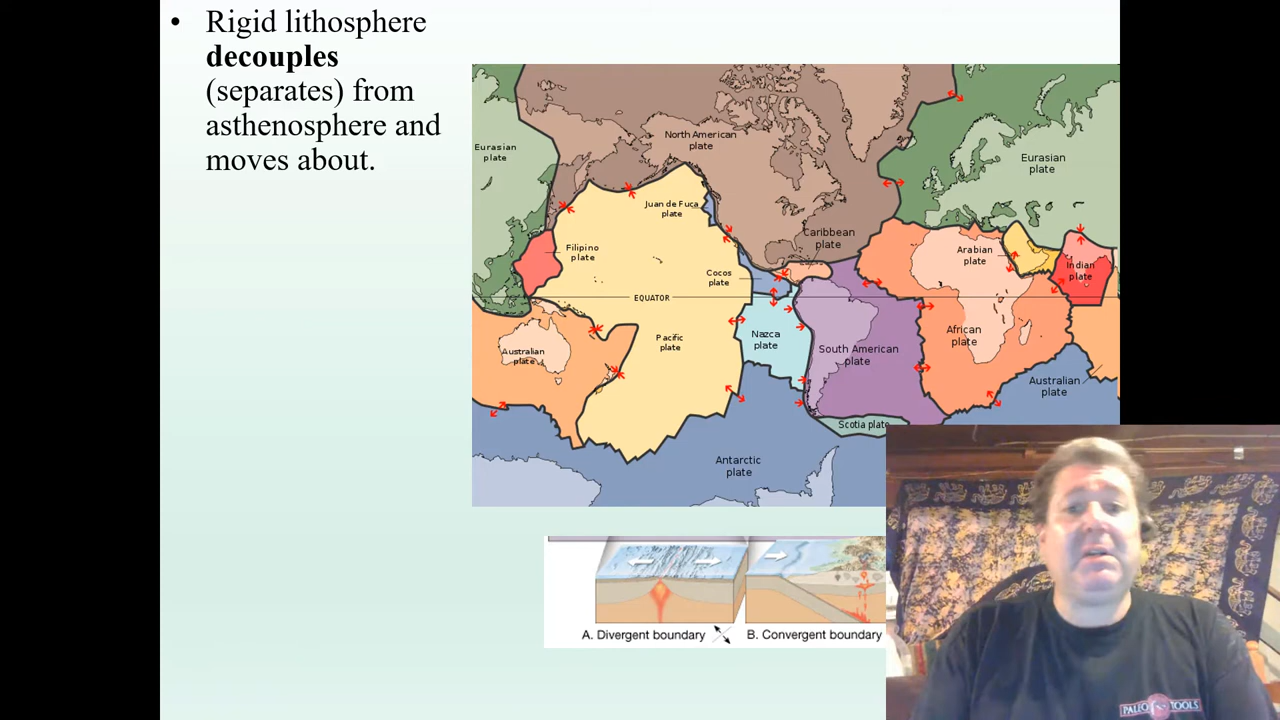 • Rigid lithosphere
decouples
(separates) from
asthenosphere and
moves about.
North American
plate
Eurasian
plate
Eurasian
plate
Juan de Fuca
plate
Caribbean
plate
Filipino
plate
Arabian
plate
Indian
plate
Cocos
plate
EQUATOR
Nazca
plate
Pacific
plate
African
plate
South American
plate
Australian
plate
Australian
plate
Scotia plate
Antarctic
plate
A. Divergent boundary
B. Convergent boundary
PALEO TOOLS